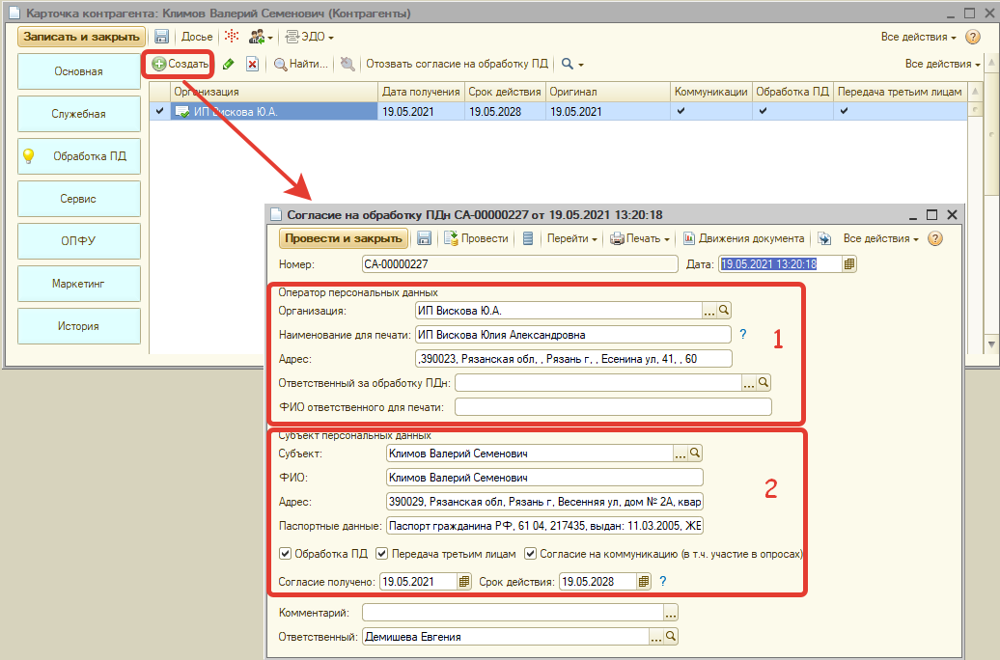 Карточка контрагента: Климов Валерий Семенович (Контрагенты)
Записать и закрыть Досье ЭДО Все действия ?
Основная
Служебная
Обработка ПД
Сервис
ОПФУ
Маркетинг
История
Создать Найти... Отозвать согласие на обработку ПД Все действия
Организация Дата получения Срок действия Оригинал Коммуникации Обработка ПД Передача третьим лицам
ИП Вискова Ю.А. 19.05.2021 19.05.2028 19.05.2021
Согласие на обработку ПДн СА-00000227 от 19.05.2021 13:20:18
Провести и закрыть Провести Перейти Печать Движения документа Все действия ?
Номер: СА-00000227 Дата: 19.05.2021 13:20:18
Оператор персональных данных
Организация: ИП Вискова Ю.А. ...
Наименование для печати: ИП Вискова Юлия Александровна ?
1
Адрес: ,390023, Рязанская обл, , Рязань г, , Есенина ул, 41, , 60
Ответственный за обработку ПДн: ...
ФИО ответственного для печати:
Субъект персональных данных
Субъект: Климов Валерий Семенович ...
ФИО: Климов Валерий Семенович
2
Адрес: 390029, Рязанская обл, Рязань г, Весенняя ул, дом № 2А, квар
Паспортные данные: Паспорт гражданина РФ, 61 04, 217435, выдан: 11.03.2005, ЖЕ
Обработка ПД Передача третьим лицам Согласие на коммуникацию (в т.ч. участие в опросах)
Согласие получено: 19.05.2021 Срок действия: 19.05.2028 ?
Комментарий: ...
Ответственный: Демишева Евгения ...